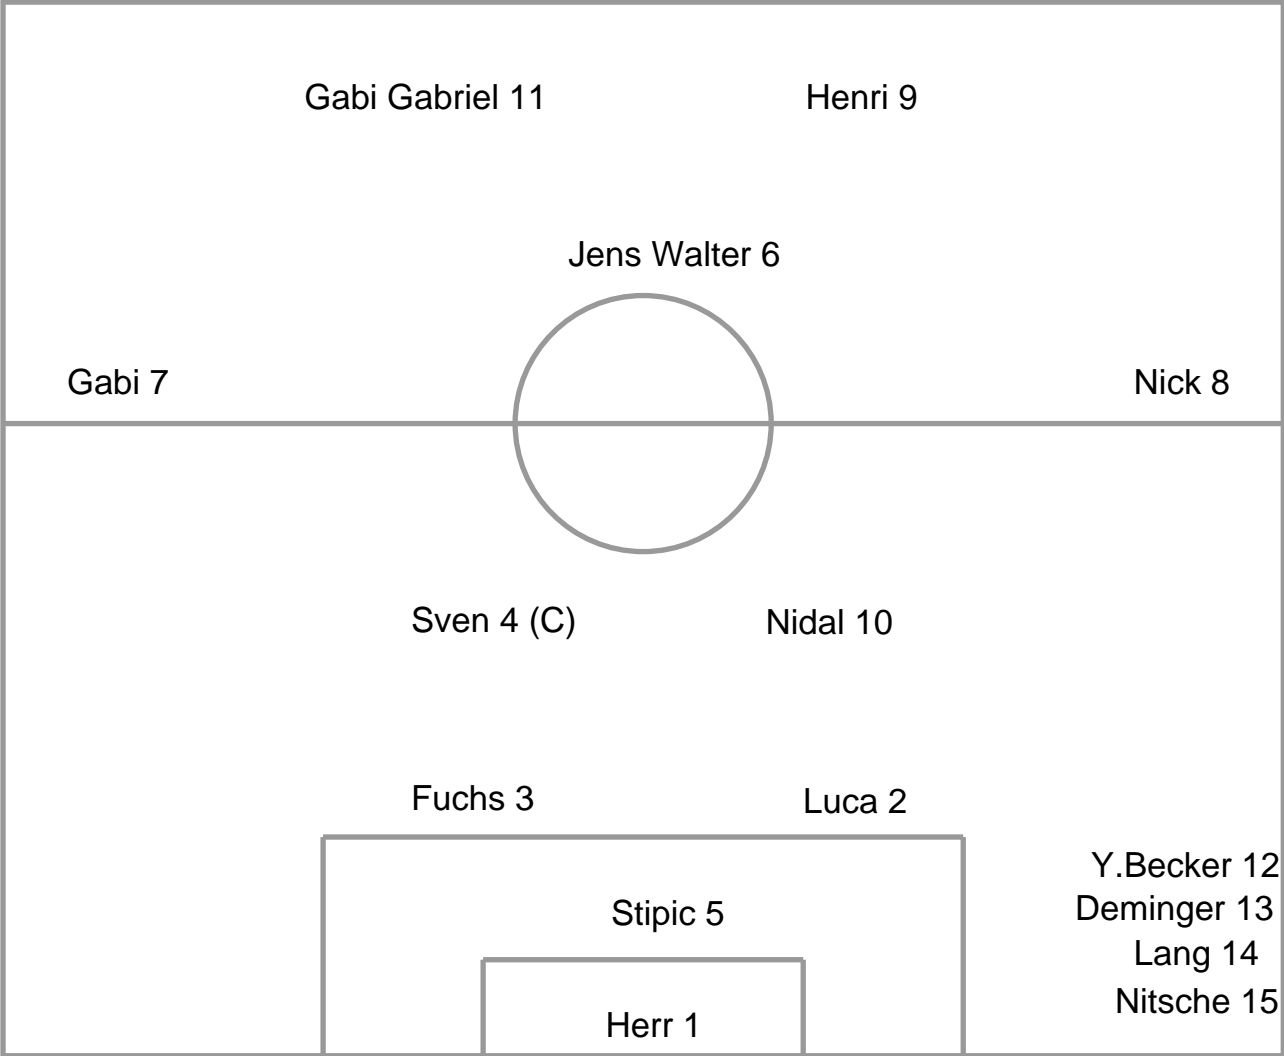 Gabi Gabriel 11
Henri 9
Jens Walter 6
Gabi 7
Nick 8
Sven 4 (C)
Nidal 10
Fuchs 3
Luca 2
Y.Becker 12
Deminger 13
Stipic 5
Lang 14
Nitsche 15
Herr 1